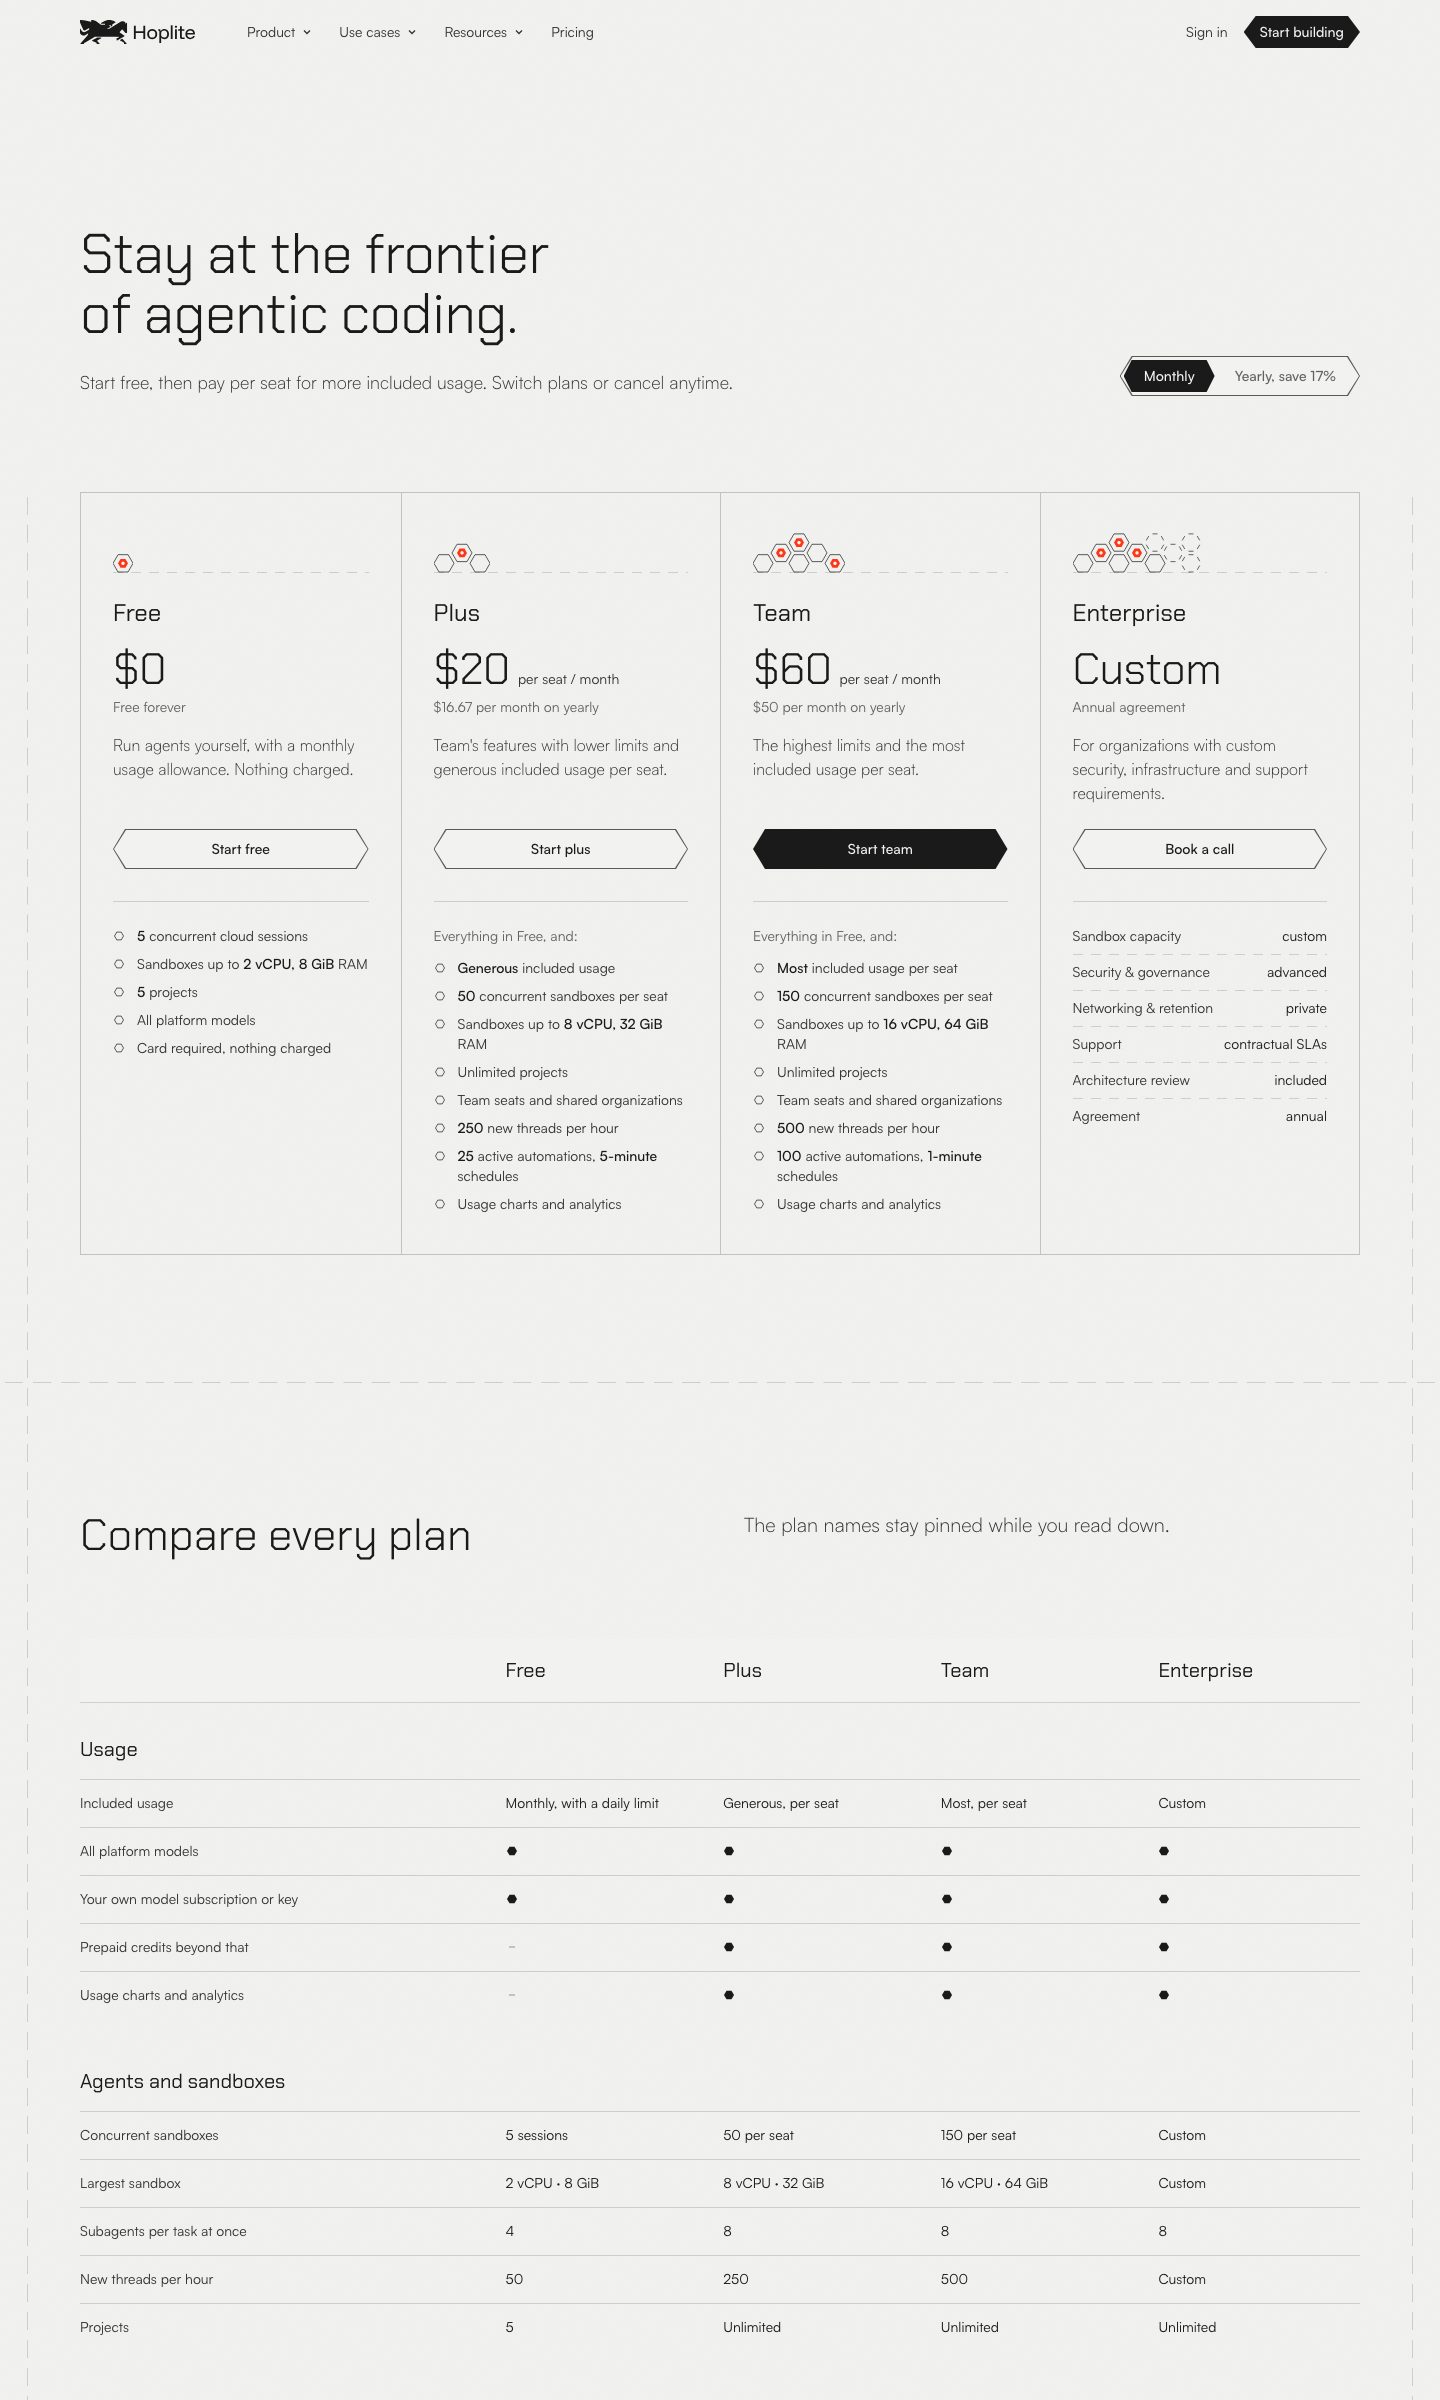 Hoplite
Product
Use cases
Resources
Pricing
Sign in
Start building
Stay at the frontier
of agentic coding.
Start free, then pay per seat for more included usage. Switch plans or cancel anytime.
Monthly
Yearly, save 17%
Free
$0
Free forever
Run agents yourself, with a monthly
usage allowance. Nothing charged.
Start free
5 concurrent cloud sessions
Sandboxes up to 2 vCPU, 8 GiB RAM
5 projects
All platform models
Card required, nothing charged
Plus
$20 per seat / month
$16.67 per month on yearly
Team's features with lower limits and
generous included usage per seat.
Start plus
Everything in Free, and:
Generous included usage
50 concurrent sandboxes per seat
Sandboxes up to 8 vCPU, 32 GiB
RAM
Unlimited projects
Team seats and shared organizations
250 new threads per hour
25 active automations, 5-minute
schedules
Usage charts and analytics
Team
$60 per seat / month
$50 per month on yearly
The highest limits and the most
included usage per seat.
Start team
Everything in Free, and:
Most included usage per seat
150 concurrent sandboxes per seat
Sandboxes up to 16 vCPU, 64 GiB
RAM
Unlimited projects
Team seats and shared organizations
500 new threads per hour
100 active automations, 1-minute
schedules
Usage charts and analytics
Enterprise
Custom
Annual agreement
For organizations with custom
security, infrastructure and support
requirements.
Book a call
Sandbox capacity custom
Security & governance advanced
Networking & retention private
Support contractual SLAs
Architecture review included
Agreement annual
Compare every plan
The plan names stay pinned while you read down.
Free Plus Team Enterprise
Usage
Included usage Monthly, with a daily limit Generous, per seat Most, per seat Custom
All platform models
Your own model subscription or key
Prepaid credits beyond that –
Usage charts and analytics –
Agents and sandboxes
Concurrent sandboxes 5 sessions 50 per seat 150 per seat Custom
Largest sandbox 2 vCPU · 8 GiB 8 vCPU · 32 GiB 16 vCPU · 64 GiB Custom
Subagents per task at once 4 8 8 8
New threads per hour 50 250 500 Custom
Projects 5 Unlimited Unlimited Unlimited